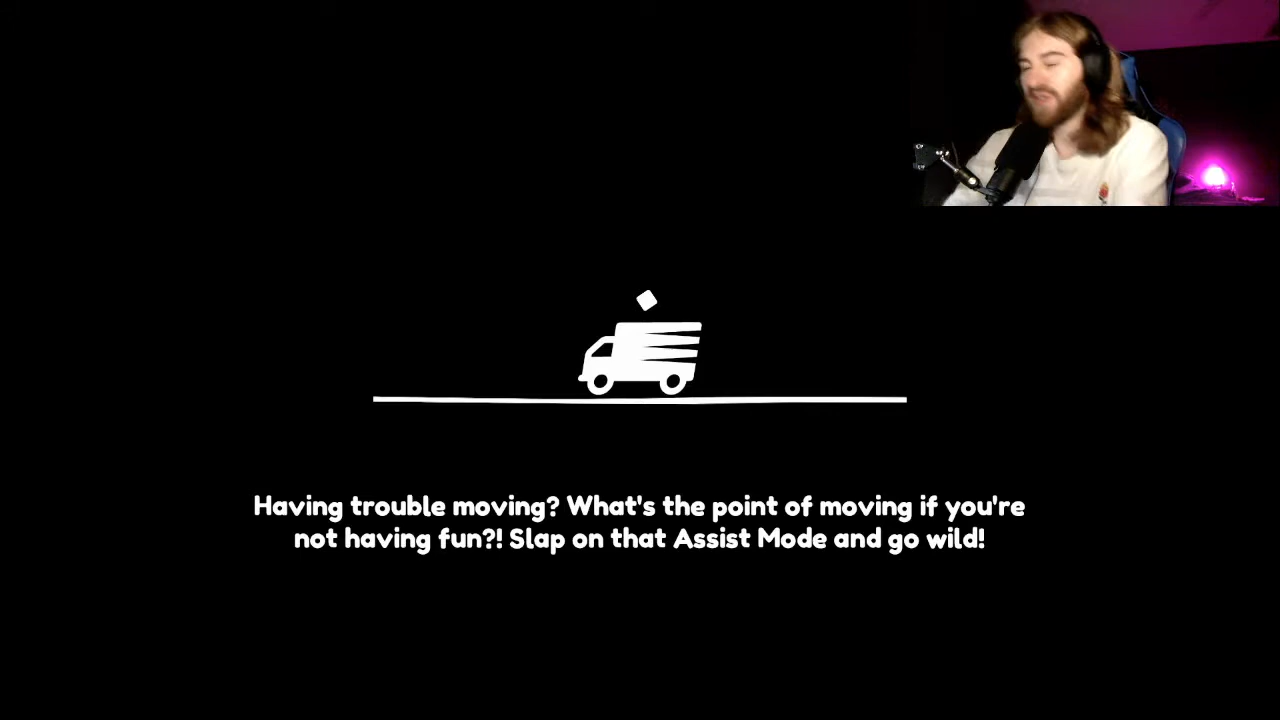 Having trouble moving? What's the point of moving if you're
not having fun?! Slap on that Assist Mode and go wild!